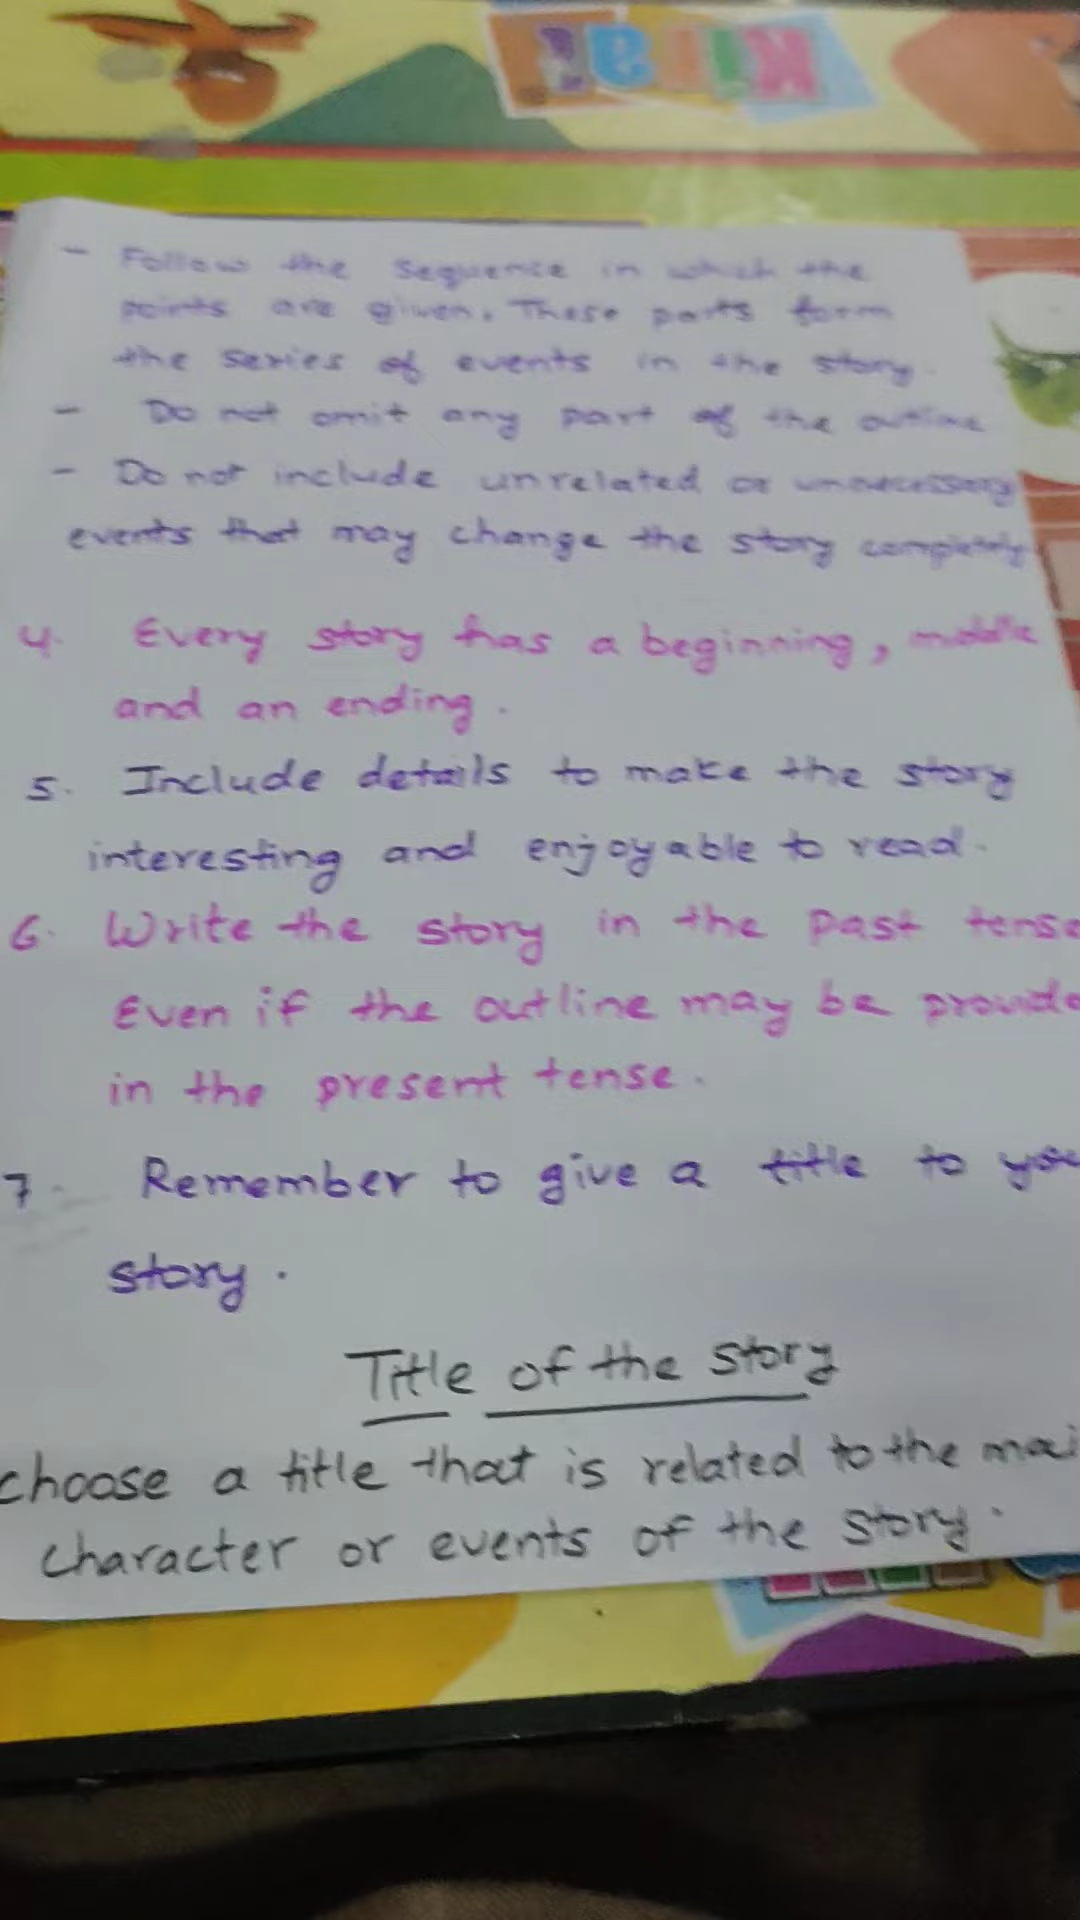 - Follow the sequence in which the
points are given. These parts form
the series of events in the story.
- Do not omit any part of the outline
- Do not include unrelated or unnecessary
events that may change the story completely
4. Every story has a beginning, middle
and an ending.
5. Include details to make the story
interesting and enjoyable to read.
6. Write the story in the past tense
Even if the outline may be provide
in the present tense.
7. Remember to give a title to you
story.
Title of the story
choose a title that is related to the mai
character or events of the story.